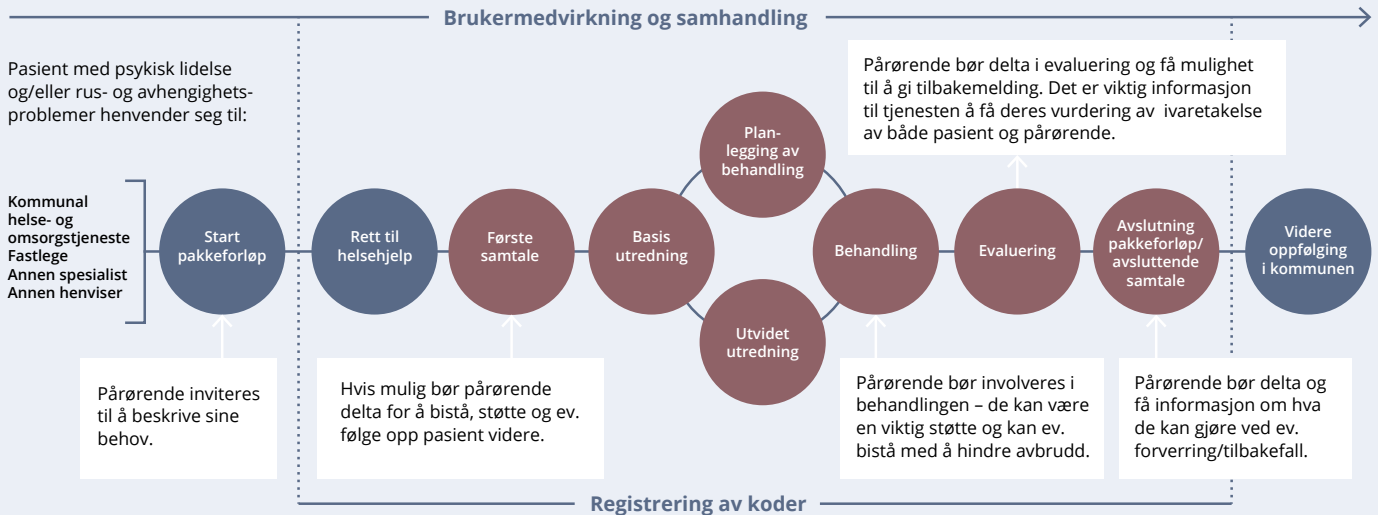 Brukermedvirkning og samhandling
Pasient med psykisk lidelse
og/eller rus- og avhengighets-
problemer henvender seg til:
Kommunal
helse- og
omsorgstjeneste
Fastlege
Annen spesialist
Annen henviser
Start
pakkeforløp
Pårørende inviteres
til å beskrive sine
behov.
Rett til
helsehjelp
Første
samtale
Hvis mulig bør pårørende
delta for å bistå, støtte og ev.
følge opp pasient videre.
Basis
utredning
Plan-
legging av
behandling
Utvidet
utredning
Behandling
Pårørende bør involveres i
behandlingen – de kan være
en viktig støtte og kan ev.
bistå med å hindre avbrudd.
Pårørende bør delta i evaluering og få mulighet
til å gi tilbakemelding. Det er viktig informasjon
til tjenesten å få deres vurdering av ivaretakelse
av både pasient og pårørende.
Evaluering
Avslutning
pakkeforløp/
avsluttende
samtale
Pårørende bør delta og
få informasjon om hva
de kan gjøre ved ev.
forverring/tilbakefall.
Videre
oppfølging
i kommunen
Registrering av koder